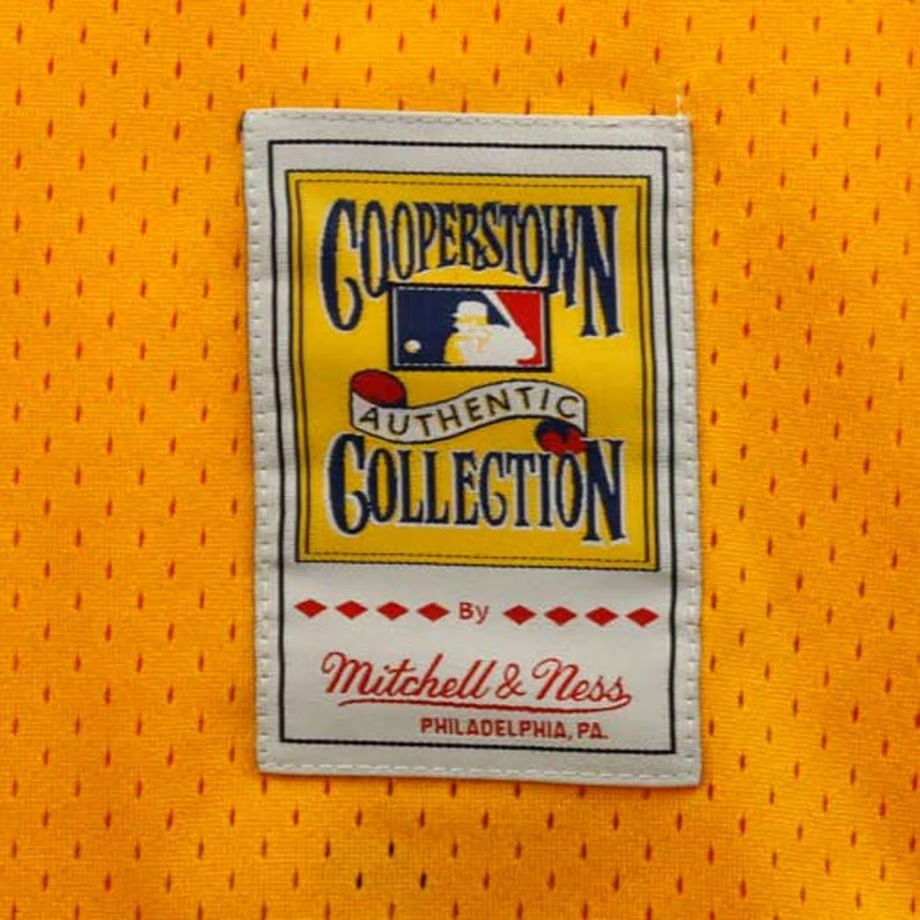 COOPERSTOWN
AUTHENTIC
COLLECTION
By
Mitchell & Ness
PHILADELPHIA, PA.